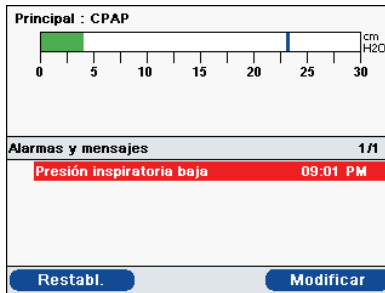 Principal : CPAP
cm
H2O
0 5 10 15 20 25 30
Alarmas y mensajes 1/1
Presión inspiratoria baja 09:01 PM
Restabl. Modificar